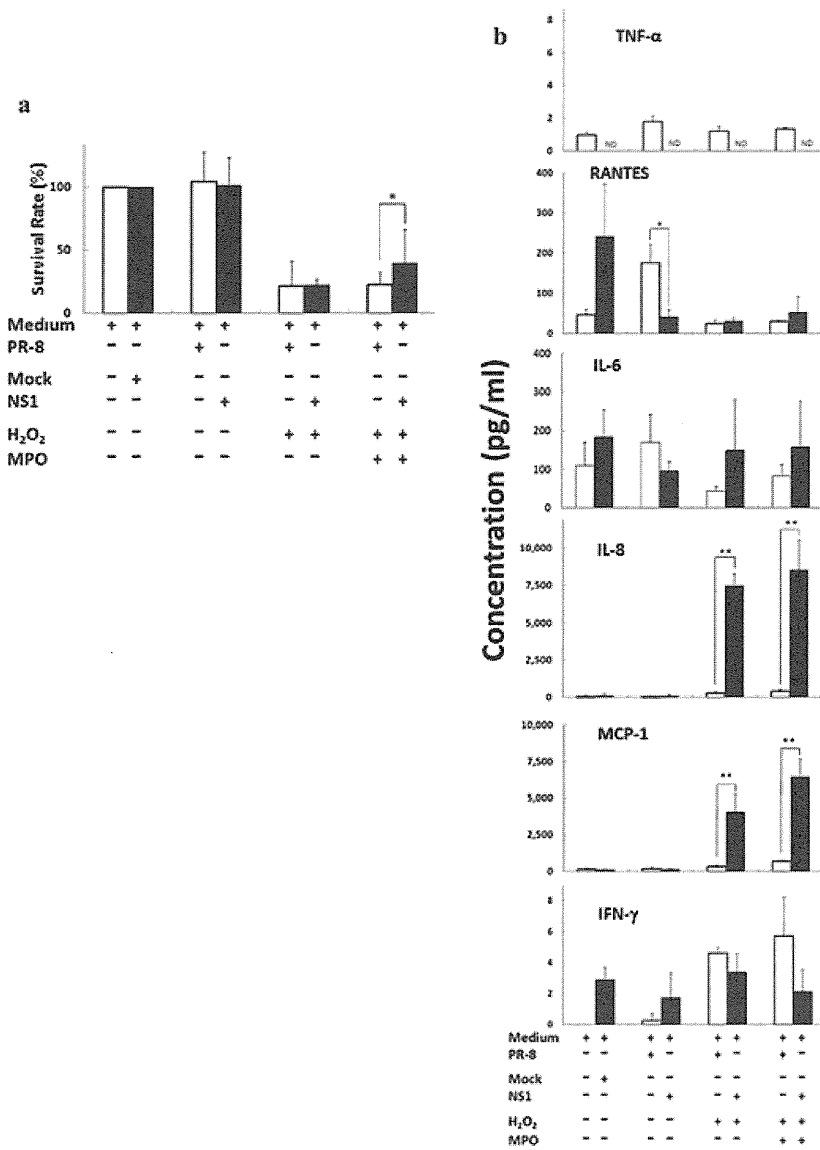 a
Survival Rate (%)
100
50
0
*
Medium + + + + + + + +
PR-8 - - + - + - + -
Mock - + - - - - - -
NS1 - - - + - + - +
H₂O₂ - - - - + + + +
MPO - - - - - - + +
b
Concentration (pg/ml)
TNF-α
8
6
4
2
0
ND ND ND ND
RANTES
400
300
200
100
0
*
IL-6
400
300
200
100
0
IL-8
10,000
7,500
5,000
2,500
0
** **
MCP-1
10,000
7,500
5,000
2,500
0
** **
IFN-γ
8
6
4
2
0
Medium + + + + + + + +
PR-8 - - + - + - + -
Mock - + - - - - - -
NS1 - - - + - + - +
H₂O₂ - - - - + + + +
MPO - - - - - - + +